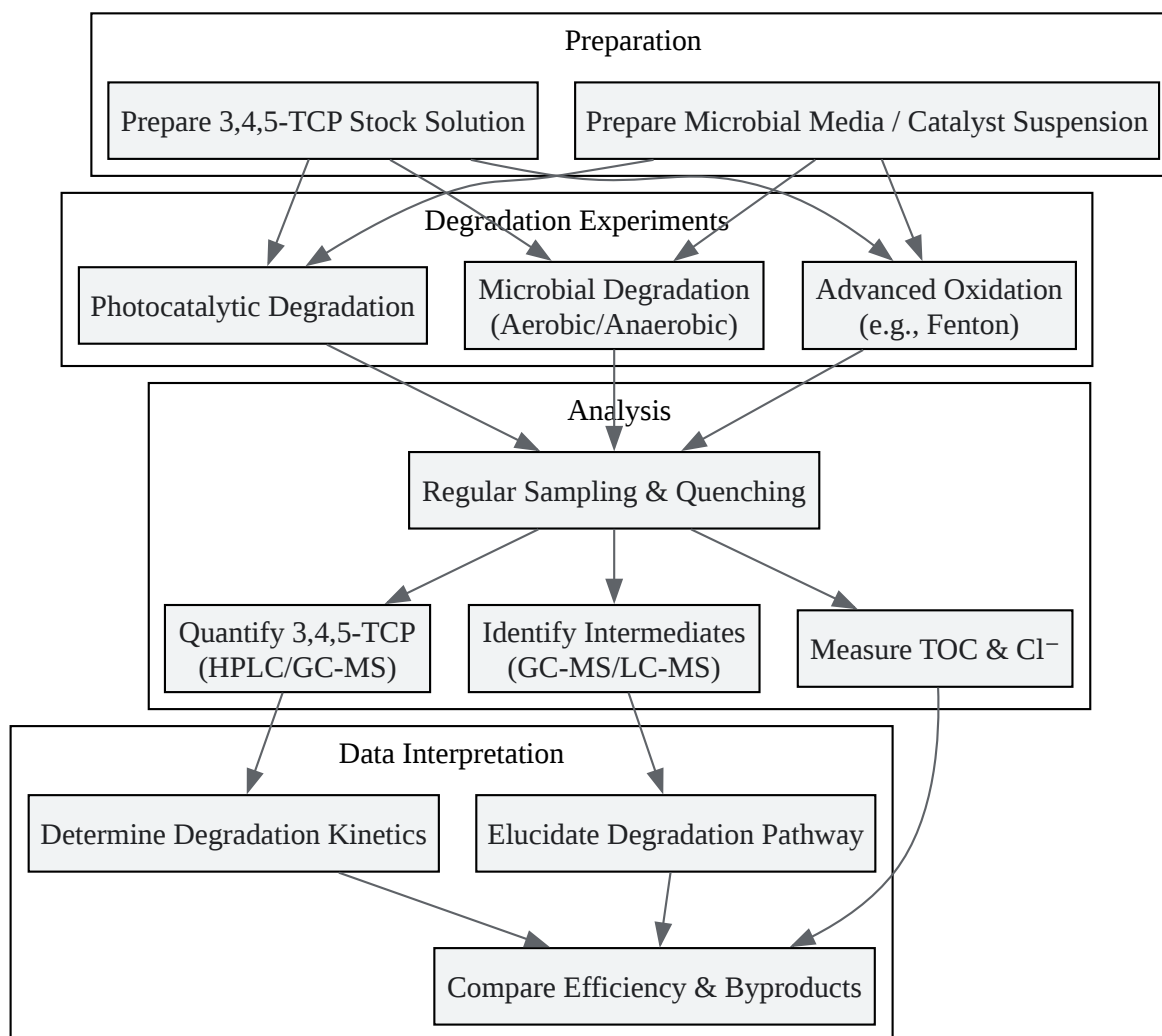 Preparation
Prepare 3,4,5-TCP Stock Solution
Prepare Microbial Media / Catalyst Suspension
Degradation Experiments
Photocatalytic Degradation
Microbial Degradation
(Aerobic/Anaerobic)
Advanced Oxidation
(e.g., Fenton)
Analysis
Regular Sampling & Quenching
Quantify 3,4,5-TCP
(HPLC/GC-MS)
Identify Intermediates
(GC-MS/LC-MS)
Measure TOC & Cl⁻
Data Interpretation
Determine Degradation Kinetics
Elucidate Degradation Pathway
Compare Efficiency & Byproducts